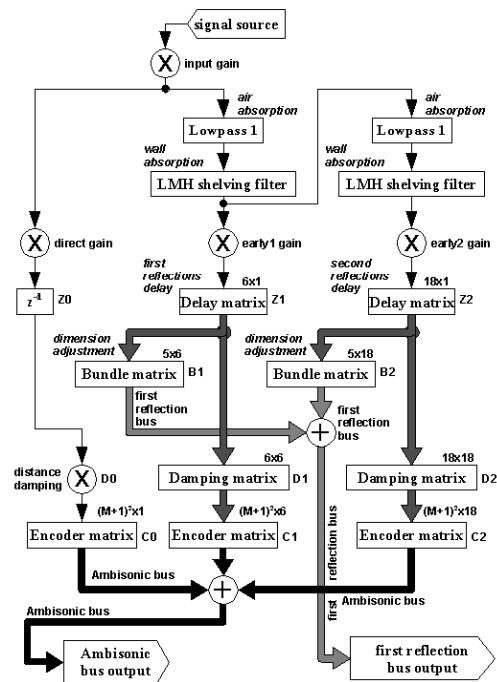 signal source
input gain
air
absorption
air
absorption
Lowpass 1
Lowpass 1
wall
absorption
wall
absorption
LMH shelving filter
LMH shelving filter
direct gain
early1 gain
early2 gain
first
reflections
delay
6x1
second
reflections
delay
18x1
Z0
Delay matrix
Z1
Delay matrix
Z2
dimension
adjustment
5x6
dimension
adjustment
5x18
Bundle matrix
B1
Bundle matrix
B2
first
reflection
bus
first
reflection
bus
distance
damping
D0
6x6
Damping matrix
D1
18x18
Damping matrix
D2
(M+1)²x1
(M+1)²x6
(M+1)²x18
Encoder matrix
C0
Encoder matrix
C1
Encoder matrix
C2
Ambisonic bus
Ambisonic bus
first reflection bus
Ambisonic bus
Ambisonic
bus output
first reflection
bus output